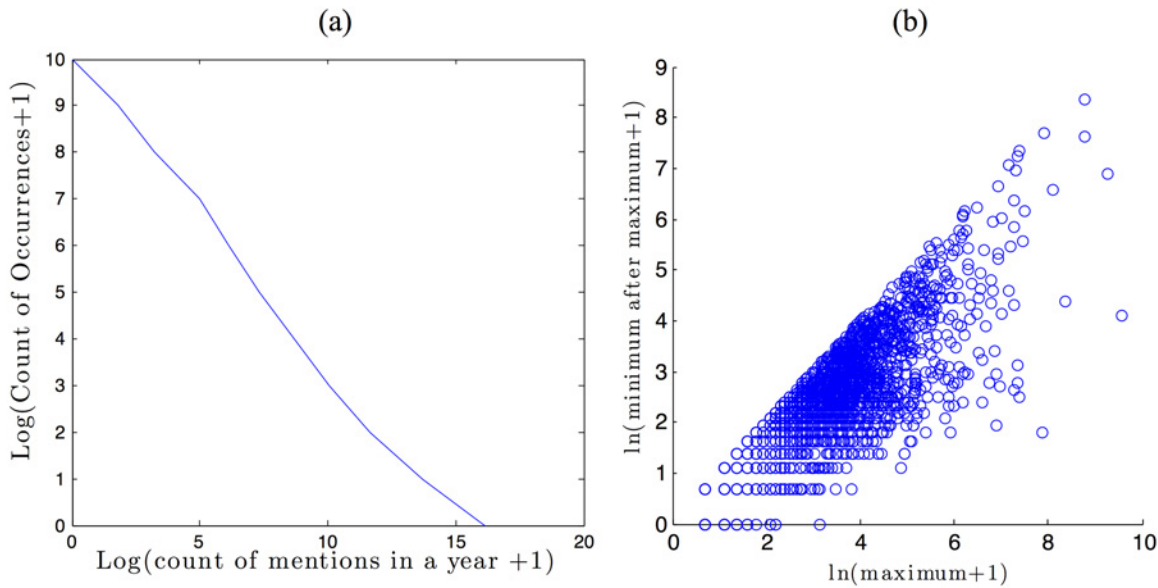 (a)
10
9
8
7
6
5
4
3
2
1
0
0 5 10 15 20
Log(Count of Occurrences+1)
Log(count of mentions in a year +1)
(b)
9
8
7
6
5
4
3
2
1
0
0 2 4 6 8 10
ln(minimum after maximum+1)
ln(maximum+1)